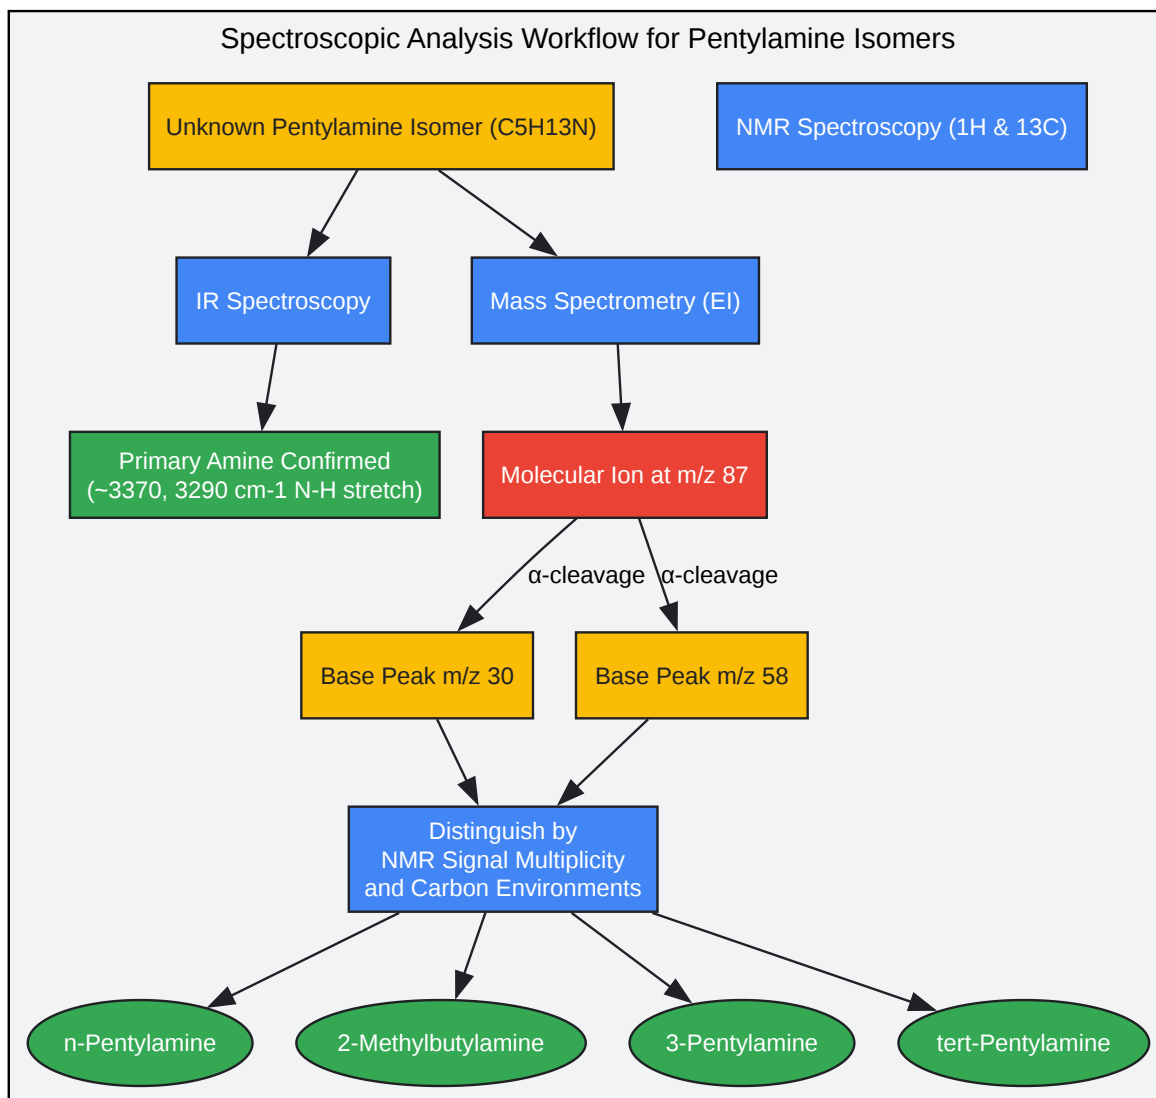 Spectroscopic Analysis Workflow for Pentylamine Isomers
Unknown Pentylamine Isomer (C5H13N)
NMR Spectroscopy (1H & 13C)
IR Spectroscopy
Mass Spectrometry (EI)
Primary Amine Confirmed
(~3370, 3290 cm-1 N-H stretch)
Molecular Ion at m/z 87
α-cleavage
α-cleavage
Base Peak m/z 30
Base Peak m/z 58
Distinguish by
NMR Signal Multiplicity
and Carbon Environments
n-Pentylamine
2-Methylbutylamine
3-Pentylamine
tert-Pentylamine